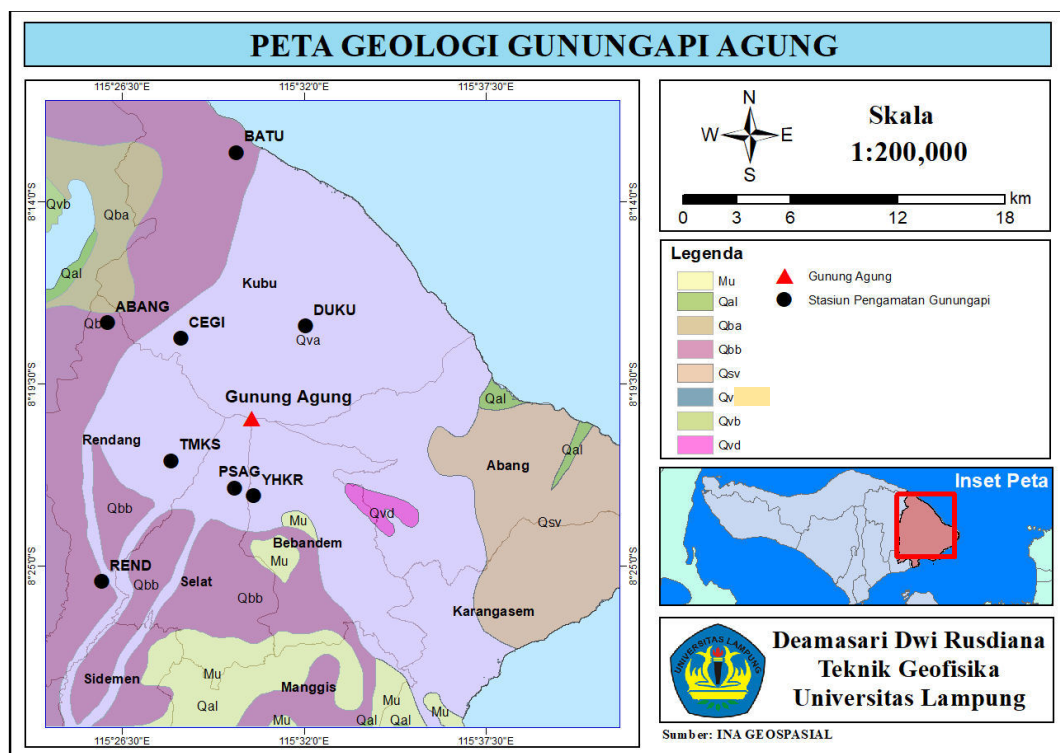 PETA GEOLOGI GUNUNGAPI AGUNG
115°26'30"E 115°32'0"E 115°37'30"E
8°14'0"S
8°19'30"S
8°25'0"S
8°14'0"S
8°19'30"S
8°25'0"S
BATU
Qvb
Qba
Qal
Kubu
ABANG
Qb
CEGI
DUKU
Qva
Gunung Agung
Qal
Rendang
TMKS
Abang
Qal
PSAG
YHKR
Qbb
Qvd
Qsv
Mu
Bebandem
Mu
REND
Qbb
Selat
Qbb
Karangasem
Sidemen
Mu
Manggis
Qal
Mu
Qal
Qal
Mu
Mu
115°26'30"E 115°32'0"E 115°37'30"E
N
W E
S
Skala
1:200,000
km
0 3 6 12 18
Legenda
Mu
Qal
Qba
Qbb
Qsv
Qv
Qvb
Qvd
Gunung Agung
Stasiun Pengamatan Gunungapi
Inset Peta
UNIVERSITAS LAMPUNG
Deamasari Dwi Rusdiana
Teknik Geofisika
Universitas Lampung
Sumber: INA GEOSPASIAL